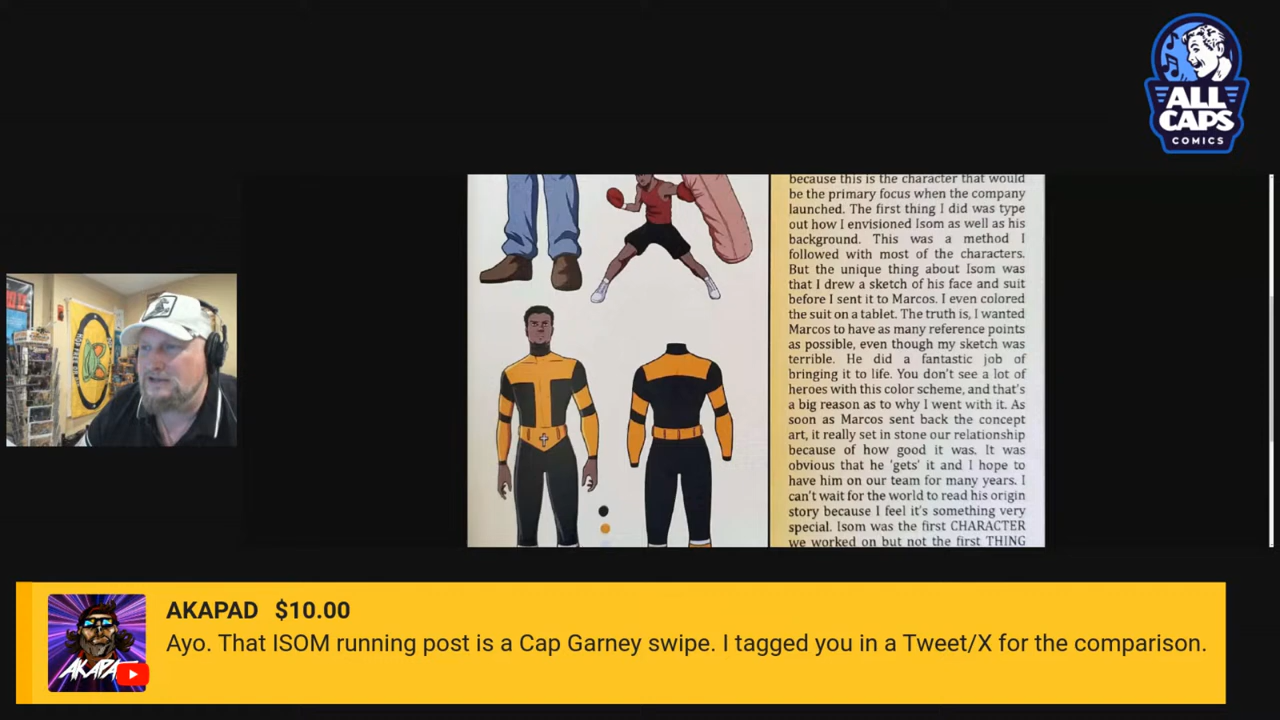 ALL
CAPS
COMICS
because this is the character that would
be the primary focus when the company
launched. The first thing I did was type
out how I envisioned Isom as well as his
background. This was a method I
followed with most of the characters.
But the unique thing about Isom was
that I drew a sketch of his face and suit
before I sent it to Marcos. I even colored
the suit on a tablet. The truth is, I wanted
Marcos to have as many reference points
as possible, even though my sketch was
terrible. He did a fantastic job of
bringing it to life. You don't see a lot of
heroes with this color scheme, and that's
a big reason as to why I went with it. As
soon as Marcos sent back the concept
art, it really set in stone our relationship
because of how good it was. It was
obvious that he 'gets' it and I hope to
have him on our team for many years. I
can't wait for the world to read his origin
story because I feel it's something very
special. Isom was the first CHARACTER
we worked on but not the first THING
AKAPAD $10.00
Ayo. That ISOM running post is a Cap Garney swipe. I tagged you in a Tweet/X for the comparison.